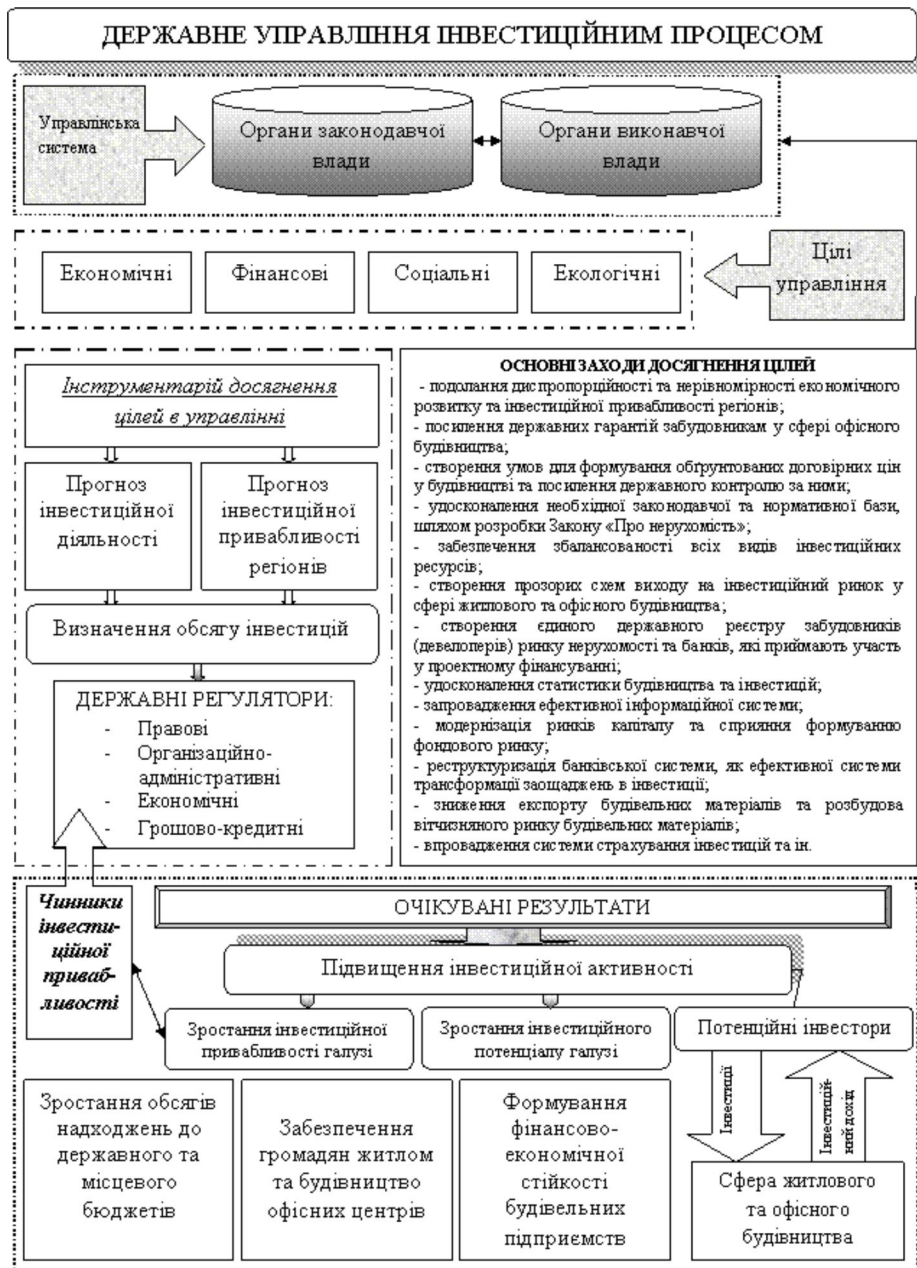 ДЕРЖАВНЕ УПРАВЛІННЯ ІНВЕСТИЦІЙНИМ ПРОЦЕСОМ
Управлінська
система
Органи законодавчої
влади
Органи виконавчої
влади
Економічні
Фінансові
Соціальні
Екологічні
Цілі
управління
Інструментарій досягнення
цілей в управлінні
Прогноз
інвестиційної
діяльності
Прогноз
інвестиційної
привабливості
регіонів
Визначення обсягу інвестицій
ДЕРЖАВНІ РЕГУЛЯТОРИ:
- Правові
- Організаційно-
адміністративні
- Економічні
- Грошово-кредитні
ОСНОВНІ ЗАХОДИ ДОСЯГНЕННЯ ЦІЛЕЙ
- подолання диспропорційності та нерівномірності економічного
розвитку та інвестиційної привабливості регіонів;
- посилення державних гарантій забудовникам у сфері офісного
будівництва;
- створення умов для формування обґрунтованих договірних цін
у будівництві та посилення державного контролю за ними;
- удосконалення необхідної законодавчої та нормативної бази,
шляхом розробки Закону «Про нерухомість»;
- забезпечення збалансованості всіх видів інвестиційних
ресурсів;
- створення прозорих схем виходу на інвестиційний ринок у
сфері житлового та офісного будівництва;
- створення єдиного державного реєстру забудовників
(девелоперів) ринку нерухомості та банків, які приймають участь
у проектному фінансуванні;
- удосконалення статистики будівництва та інвестицій;
- запровадження ефективної інформаційної системи;
- модернізація ринків капіталу та сприяння формуванню
фондового ринку;
- реструктуризація банківської системи, як ефективної системи
трансформації заощаджень в інвестиції;
- зниження експорту будівельних матеріалів та розбудова
вітчизняного ринку будівельних матеріалів;
- впровадження системи страхування інвестицій та ін.
Чинники
інвести-
ційної
приваб-
ливості
ОЧІКУВАНІ РЕЗУЛЬТАТИ
Підвищення інвестиційної активності
Зростання інвестиційної
привабливості галузі
Зростання інвестиційного
потенціалу галузі
Потенційні інвестори
Зростання обсягів
надходжень до
державного та
місцевого
бюджетів
Забезпечення
громадян житлом
та будівництво
офісних центрів
Формування
фінансово-
економічної
стійкості
будівельних
підприємств
Інвестиції
Інвестицій-
ний дохід
Сфера житлового
та офісного
будівництва